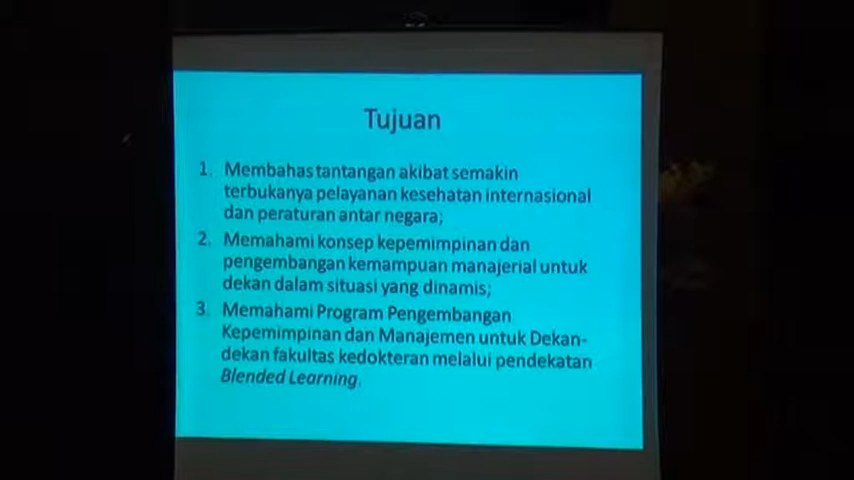 Tujuan
1. Membahas tantangan akibat semakin
terbukanya pelayanan kesehatan internasional
dan peraturan antar negara;
2. Memahami konsep kepemimpinan dan
pengembangan kemampuan manajerial untuk
dekan dalam situasi yang dinamis;
3. Memahami Program Pengembangan
Kepemimpinan dan Manajemen untuk Dekan-
dekan fakultas kedokteran melalui pendekatan
Blended Learning.